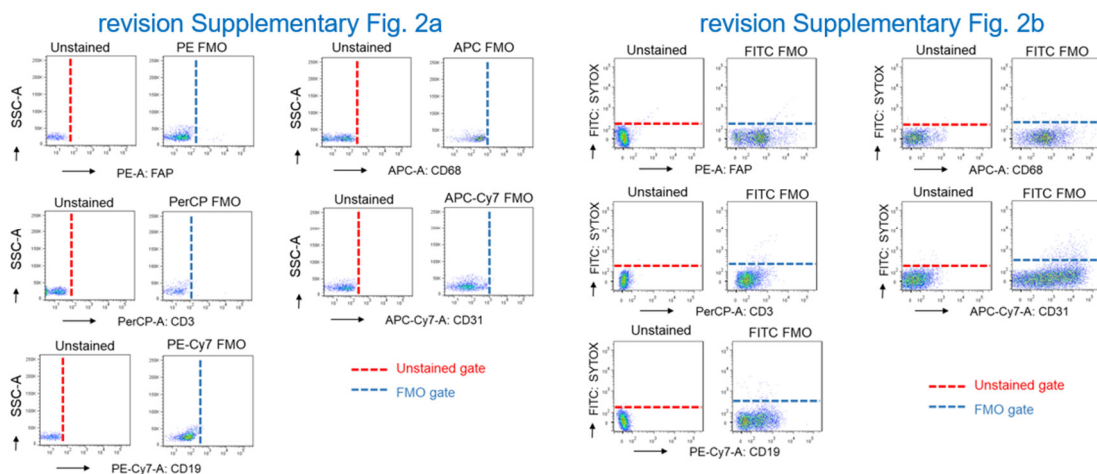 revision Supplementary Fig. 2a
Unstained
PE FMO
Unstained
APC FMO
SSC-A
SSC-A
PE-A: FAP
APC-A: CD68
Unstained
PerCP FMO
Unstained
APC-Cy7 FMO
SSC-A
SSC-A
PerCP-A: CD3
APC-Cy7-A: CD31
Unstained
PE-Cy7 FMO
SSC-A
PE-Cy7-A: CD19
Unstained gate
FMO gate
revision Supplementary Fig. 2b
Unstained
FITC FMO
Unstained
FITC FMO
FITC: SYTOX
FITC: SYTOX
PE-A: FAP
APC-A: CD68
Unstained
FITC FMO
Unstained
FITC FMO
FITC: SYTOX
FITC: SYTOX
PerCP-A: CD3
APC-Cy7-A: CD31
Unstained
FITC FMO
FITC: SYTOX
PE-Cy7-A: CD19
Unstained gate
FMO gate